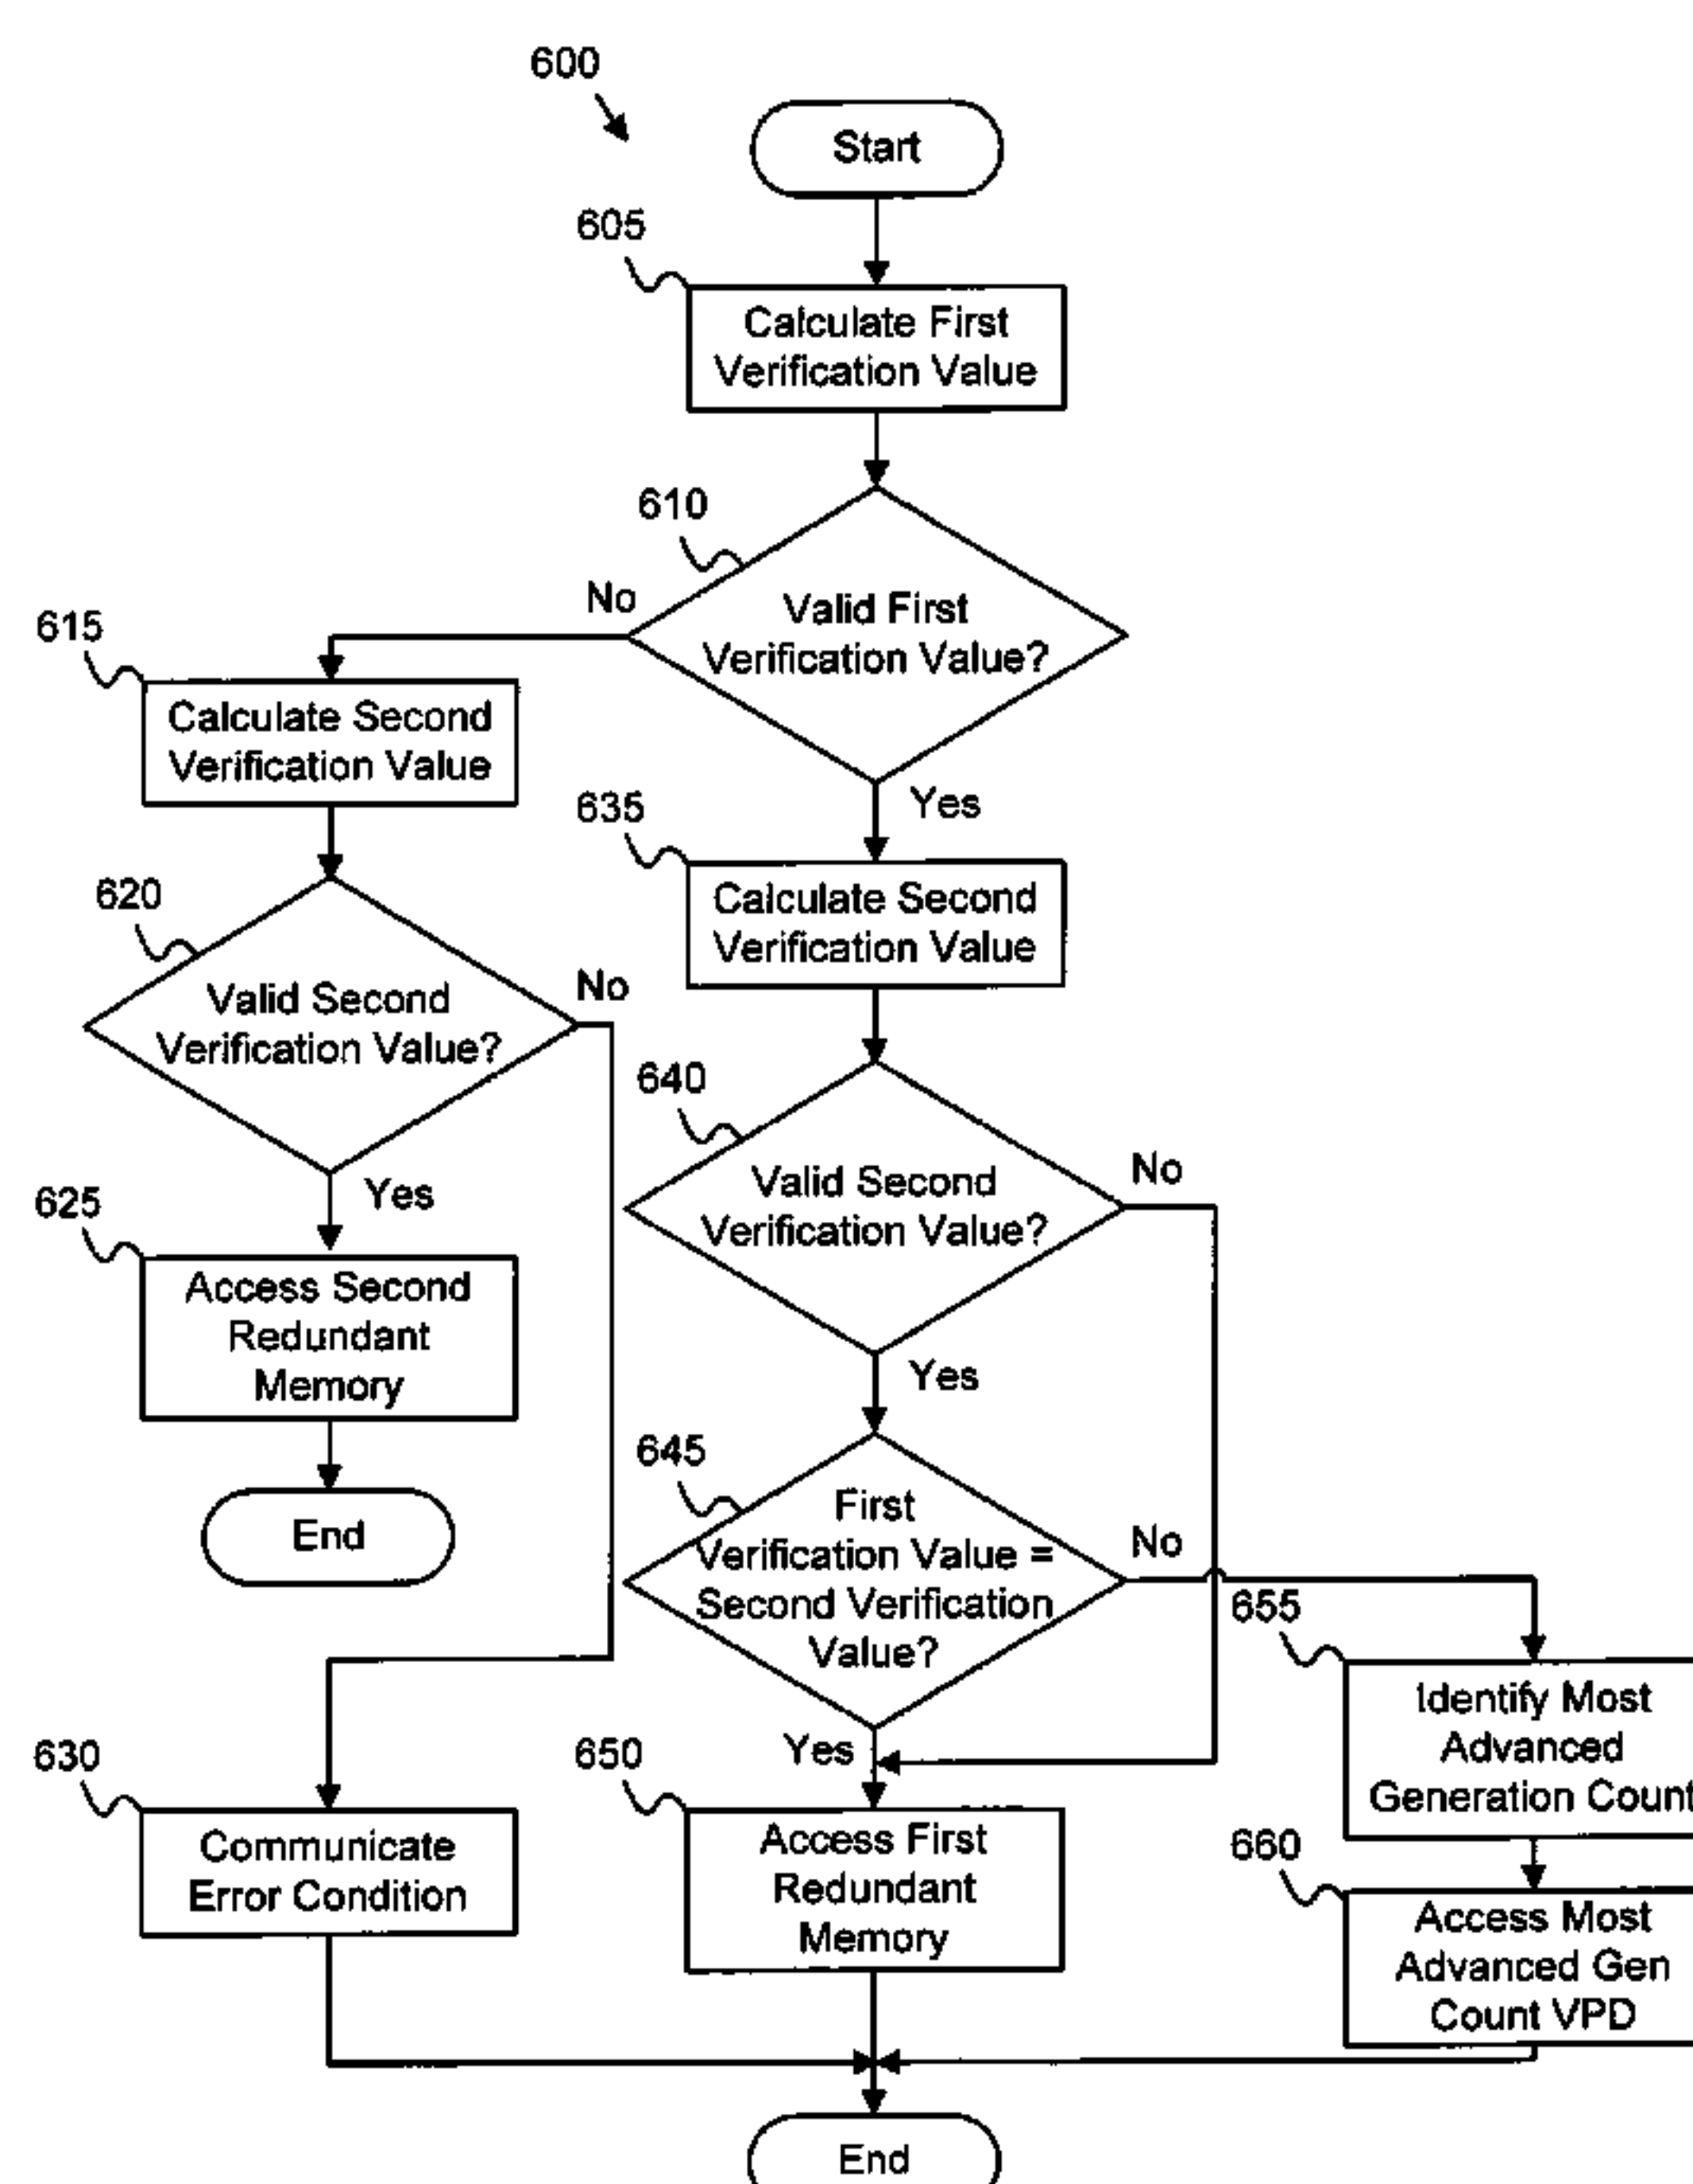 600
Start
605
Calculate First
Verification Value
610
No
Valid First
Verification Value?
615
Calculate Second
Verification Value
Yes
635
Calculate Second
Verification Value
620
Valid Second
Verification Value?
No
640
Valid Second
Verification Value?
No
Yes
625
Access Second
Redundant
Memory
Yes
645
First
Verification Value =
Second Verification
Value?
No
End
655
Identify Most
Advanced
Generation Count
Yes
630
Communicate
Error Condition
650
Access First
Redundant
Memory
660
Access Most
Advanced Gen
Count VPD
End